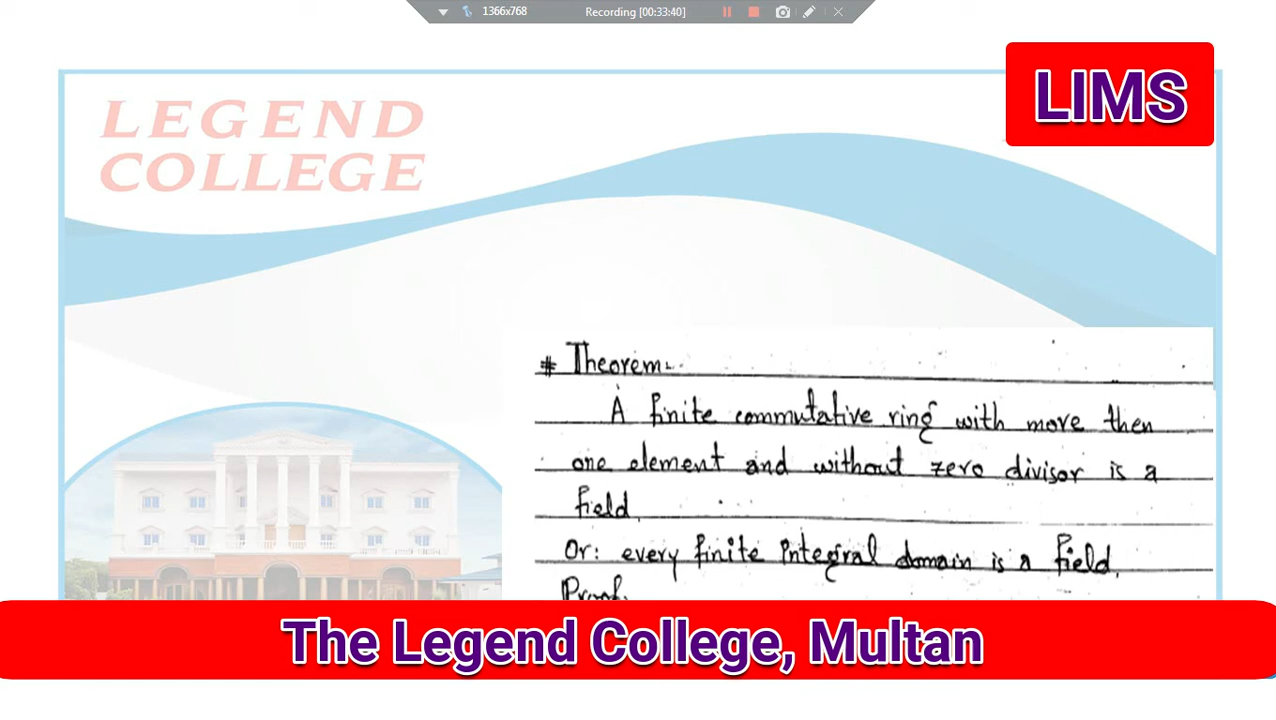 1366x768 Recording [00:33:40]
LIMS
LEGEND
COLLEGE
# Theorem:-
A finite commutative ring with more then
one element and without zero divisor is a
field.
Or: every finite integral domain is a field.
Proof.
The Legend College, Multan